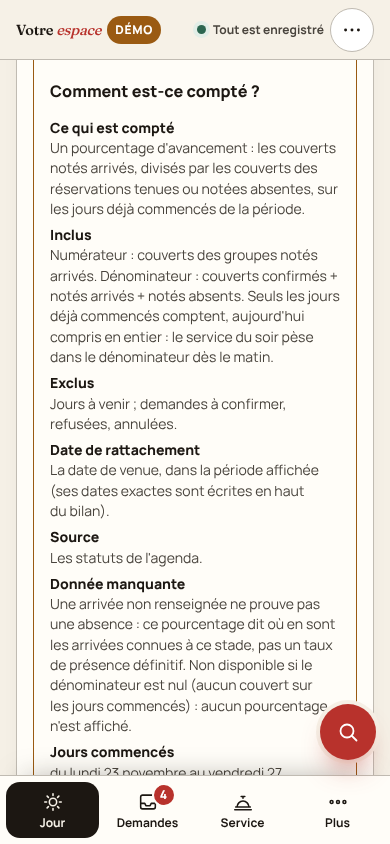 Votre espace DÉMO Tout est enregistré
Comment est-ce compté ?
Ce qui est compté
Un pourcentage d'avancement : les couverts
notés arrivés, divisés par les couverts des
réservations tenues ou notées absentes, sur
les jours déjà commencés de la période.
Inclus
Numérateur : couverts des groupes notés
arrivés. Dénominateur : couverts confirmés +
notés arrivés + notés absents. Seuls les jours
déjà commencés comptent, aujourd'hui
compris en entier : le service du soir pèse
dans le dénominateur dès le matin.
Exclus
Jours à venir ; demandes à confirmer,
refusées, annulées.
Date de rattachement
La date de venue, dans la période affichée
(ses dates exactes sont écrites en haut
du bilan).
Source
Les statuts de l'agenda.
Donnée manquante
Une arrivée non renseignée ne prouve pas
une absence : ce pourcentage dit où en sont
les arrivées connues à ce stade, pas un taux
de présence définitif. Non disponible si le
dénominateur est nul (aucun couvert sur
les jours commencés) : aucun pourcentage
n'est affiché.
Jours commencés
du lundi 23 novembre au vendredi 27
Jour
Demandes 4
Service
Plus